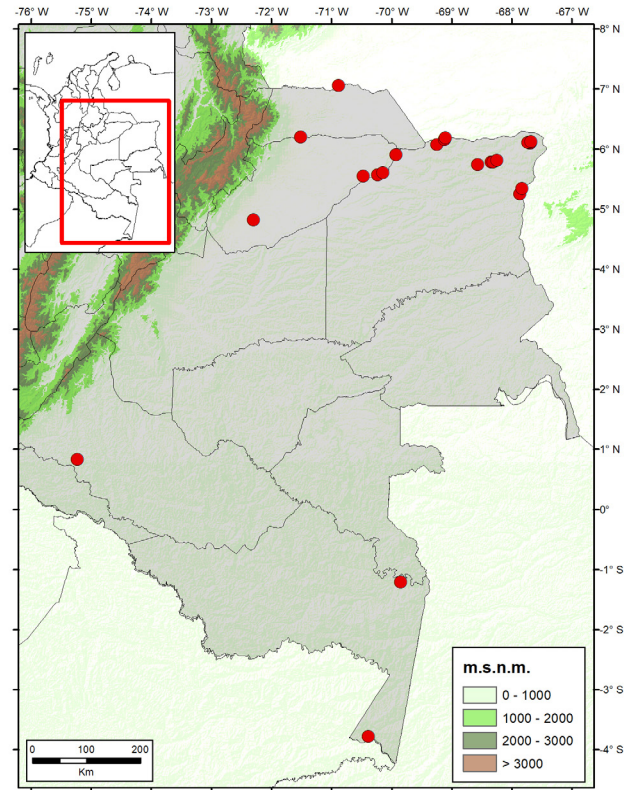 -76°W -75°W -74°W -73°W -72°W -71°W -70°W -69°W -68°W -67°W
8° N
7° N
6° N
5° N
4° N
3° N
2° N
1° N
0°
-1° S
-2° S
-3° S
-4° S
m.s.n.m.
0 - 1000
1000 - 2000
2000 - 3000
> 3000
0 100 200
Km